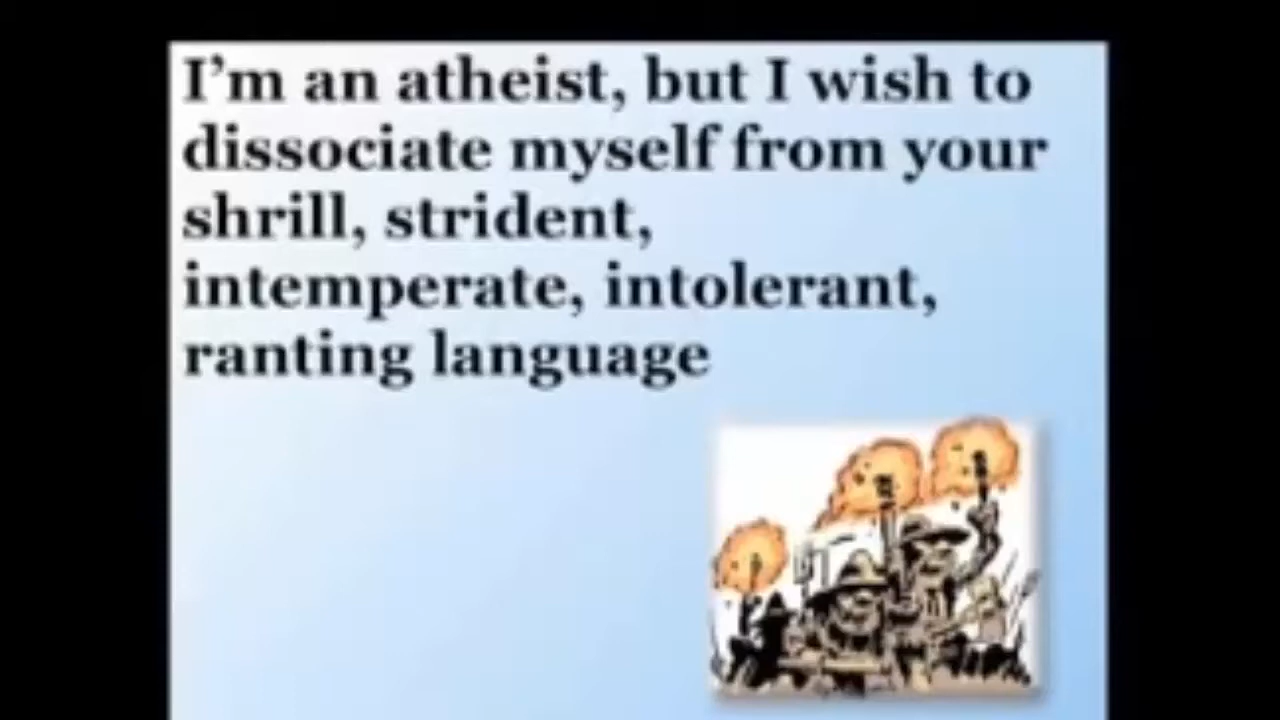 I’m an atheist, but I wish to
dissociate myself from your
shrill, strident,
intemperate, intolerant,
ranting language